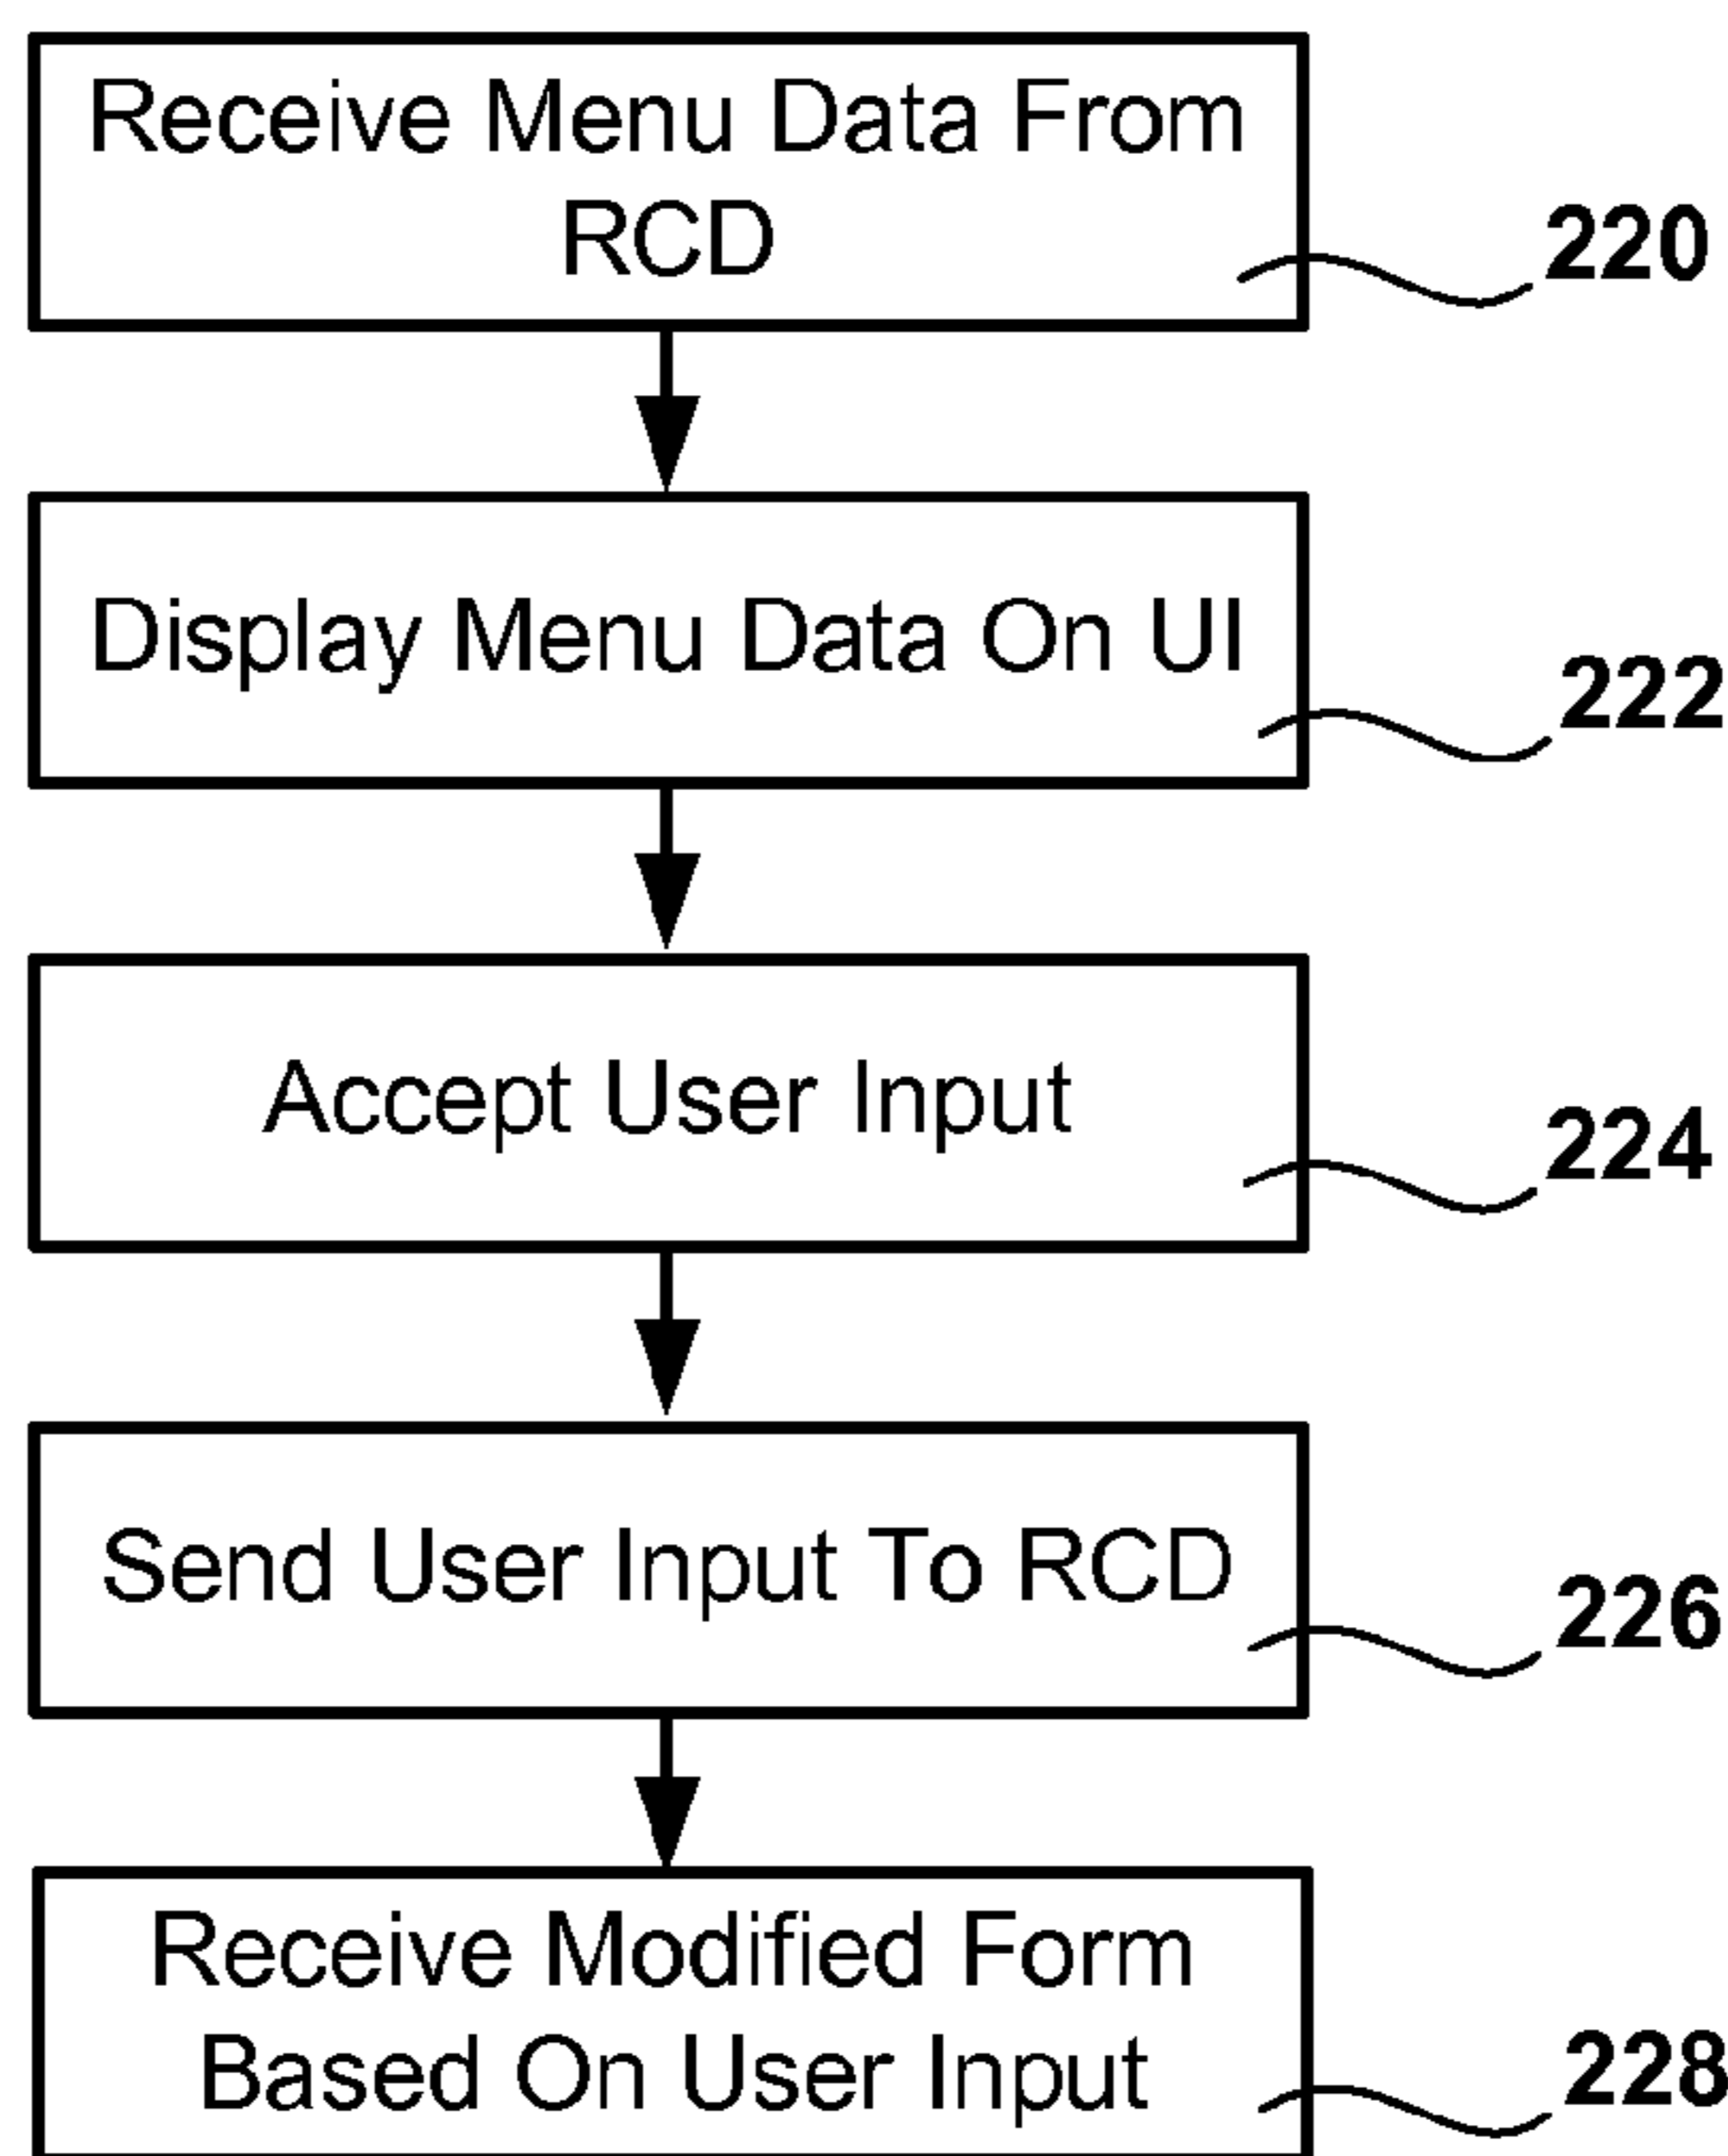 Receive Menu Data From
RCD
220
Display Menu Data On UI
222
Accept User Input
224
Send User Input To RCD
226
Receive Modified Form
Based On User Input
228